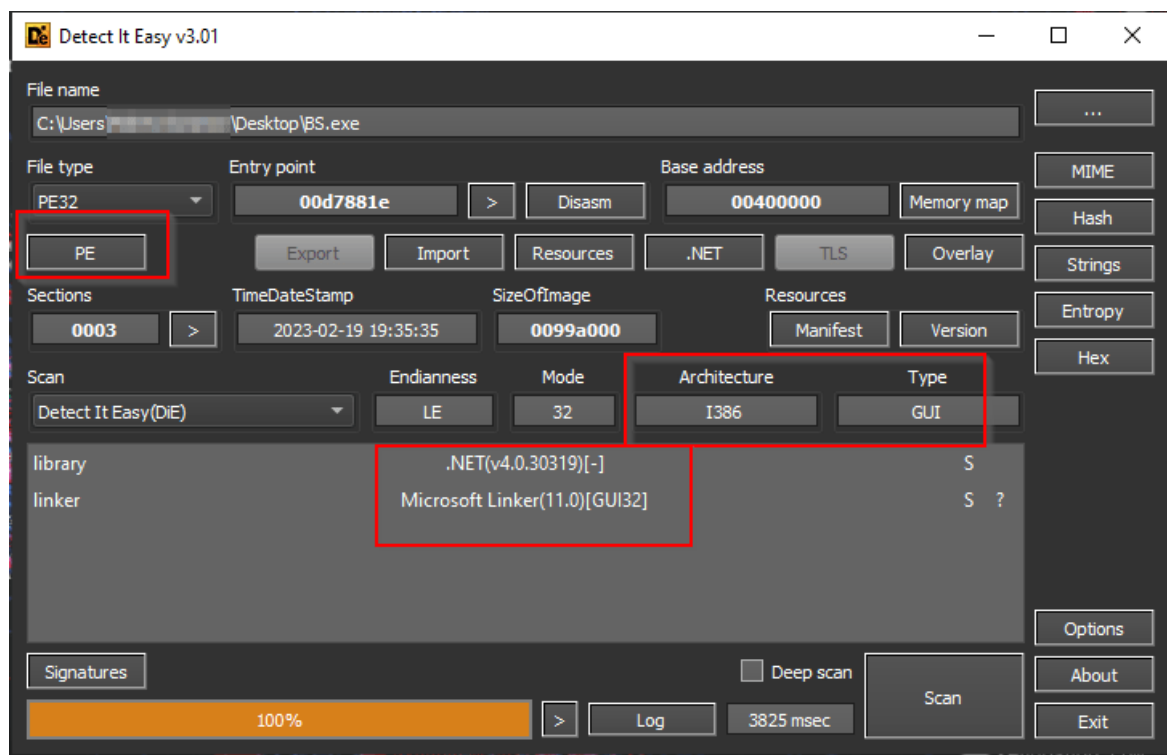 Detect It Easy v3.01
File name
C:\Users \Desktop\BS.exe ...
File type Entry point Base address MIME
PE32 00d7881e > Disasm 00400000 Memory map
Hash
PE Export Import Resources .NET TLS Overlay
Strings
Sections TimeDateStamp SizeOfImage Resources
0003 > 2023-02-19 19:35:35 0099a000 Manifest Version Entropy
Hex
Scan Endianness Mode Architecture Type
Detect It Easy(DiE) LE 32 I386 GUI
library .NET(v4.0.30319)[-] S
linker Microsoft Linker(11.0)[GUI32] S ?
Options
Signatures Deep scan Scan About
100% > Log 3825 msec Exit